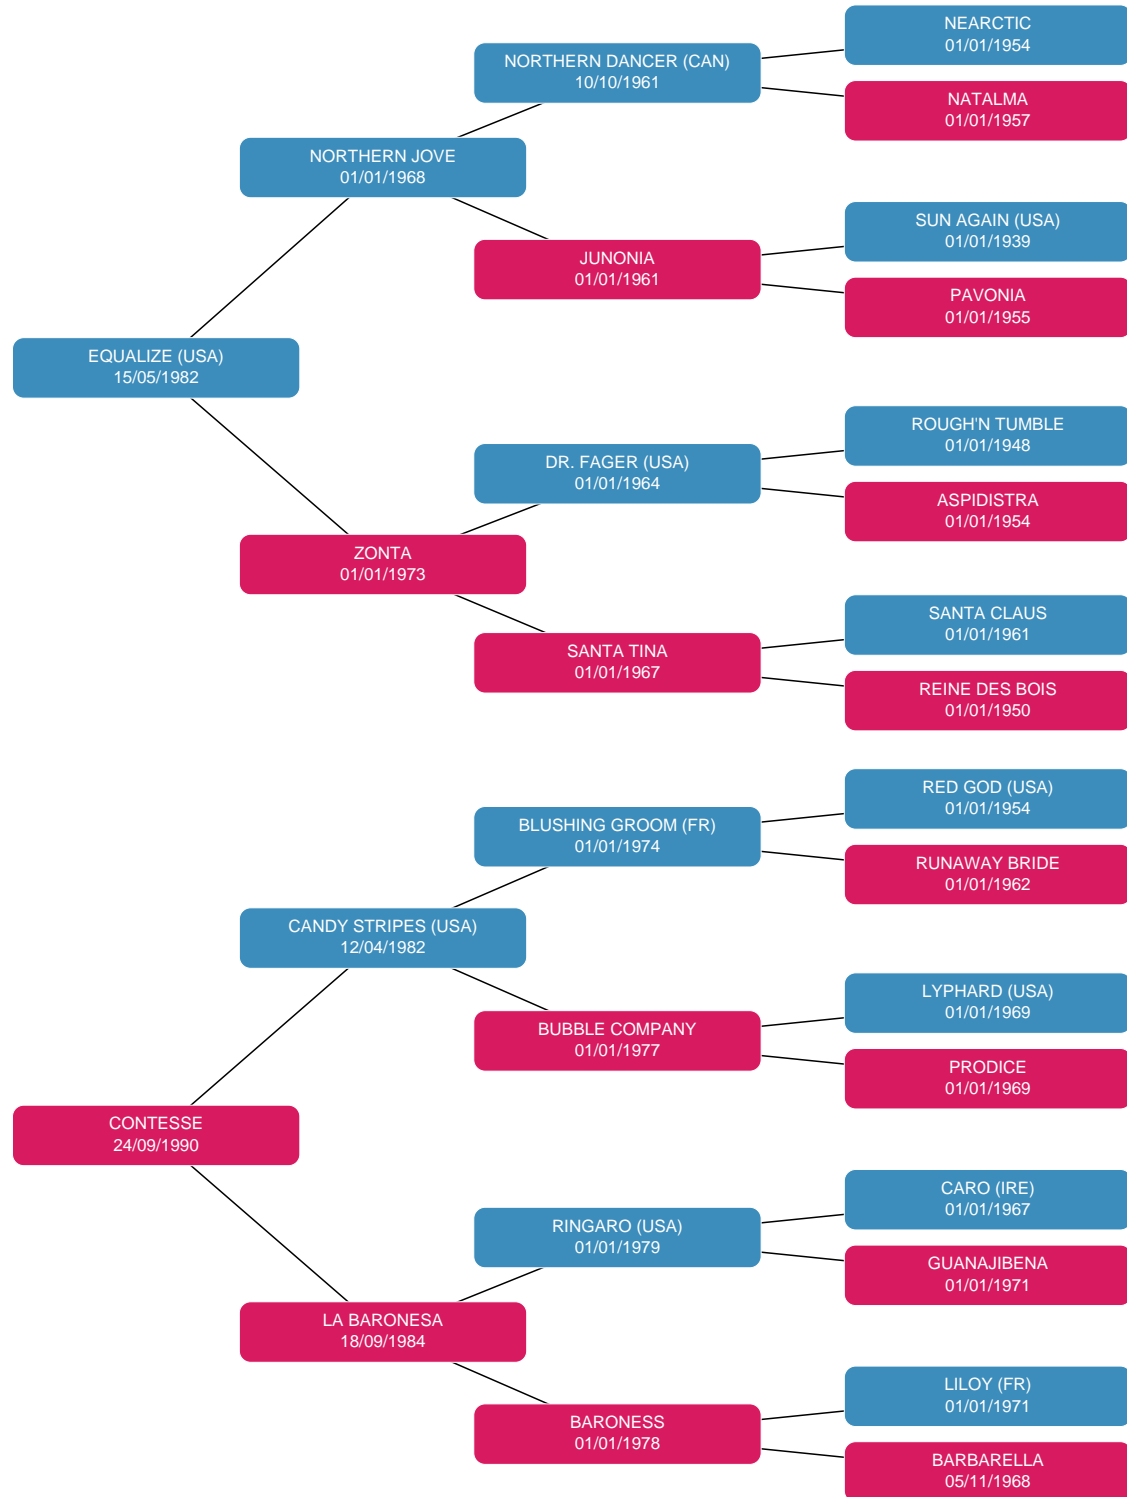 NEARCTIC
01/01/1954
NORTHERN DANCER (CAN)
10/10/1961
NATALMA
01/01/1957
NORTHERN JOVE
01/01/1968
SUN AGAIN (USA)
01/01/1939
JUNONIA
01/01/1961
PAVONIA
01/01/1955
EQUALIZE (USA)
15/05/1982
ROUGH'N TUMBLE
01/01/1948
DR. FAGER (USA)
01/01/1964
ASPIDISTRA
01/01/1954
ZONTA
01/01/1973
SANTA CLAUS
01/01/1961
SANTA TINA
01/01/1967
REINE DES BOIS
01/01/1950
RED GOD (USA)
01/01/1954
BLUSHING GROOM (FR)
01/01/1974
RUNAWAY BRIDE
01/01/1962
CANDY STRIPES (USA)
12/04/1982
LYPHARD (USA)
01/01/1969
BUBBLE COMPANY
01/01/1977
PRODICE
01/01/1969
CONTESSE
24/09/1990
CARO (IRE)
01/01/1967
RINGARO (USA)
01/01/1979
GUANAJIBENA
01/01/1971
LA BARONESA
18/09/1984
LILOY (FR)
01/01/1971
BARONESS
01/01/1978
BARBARELLA
05/11/1968